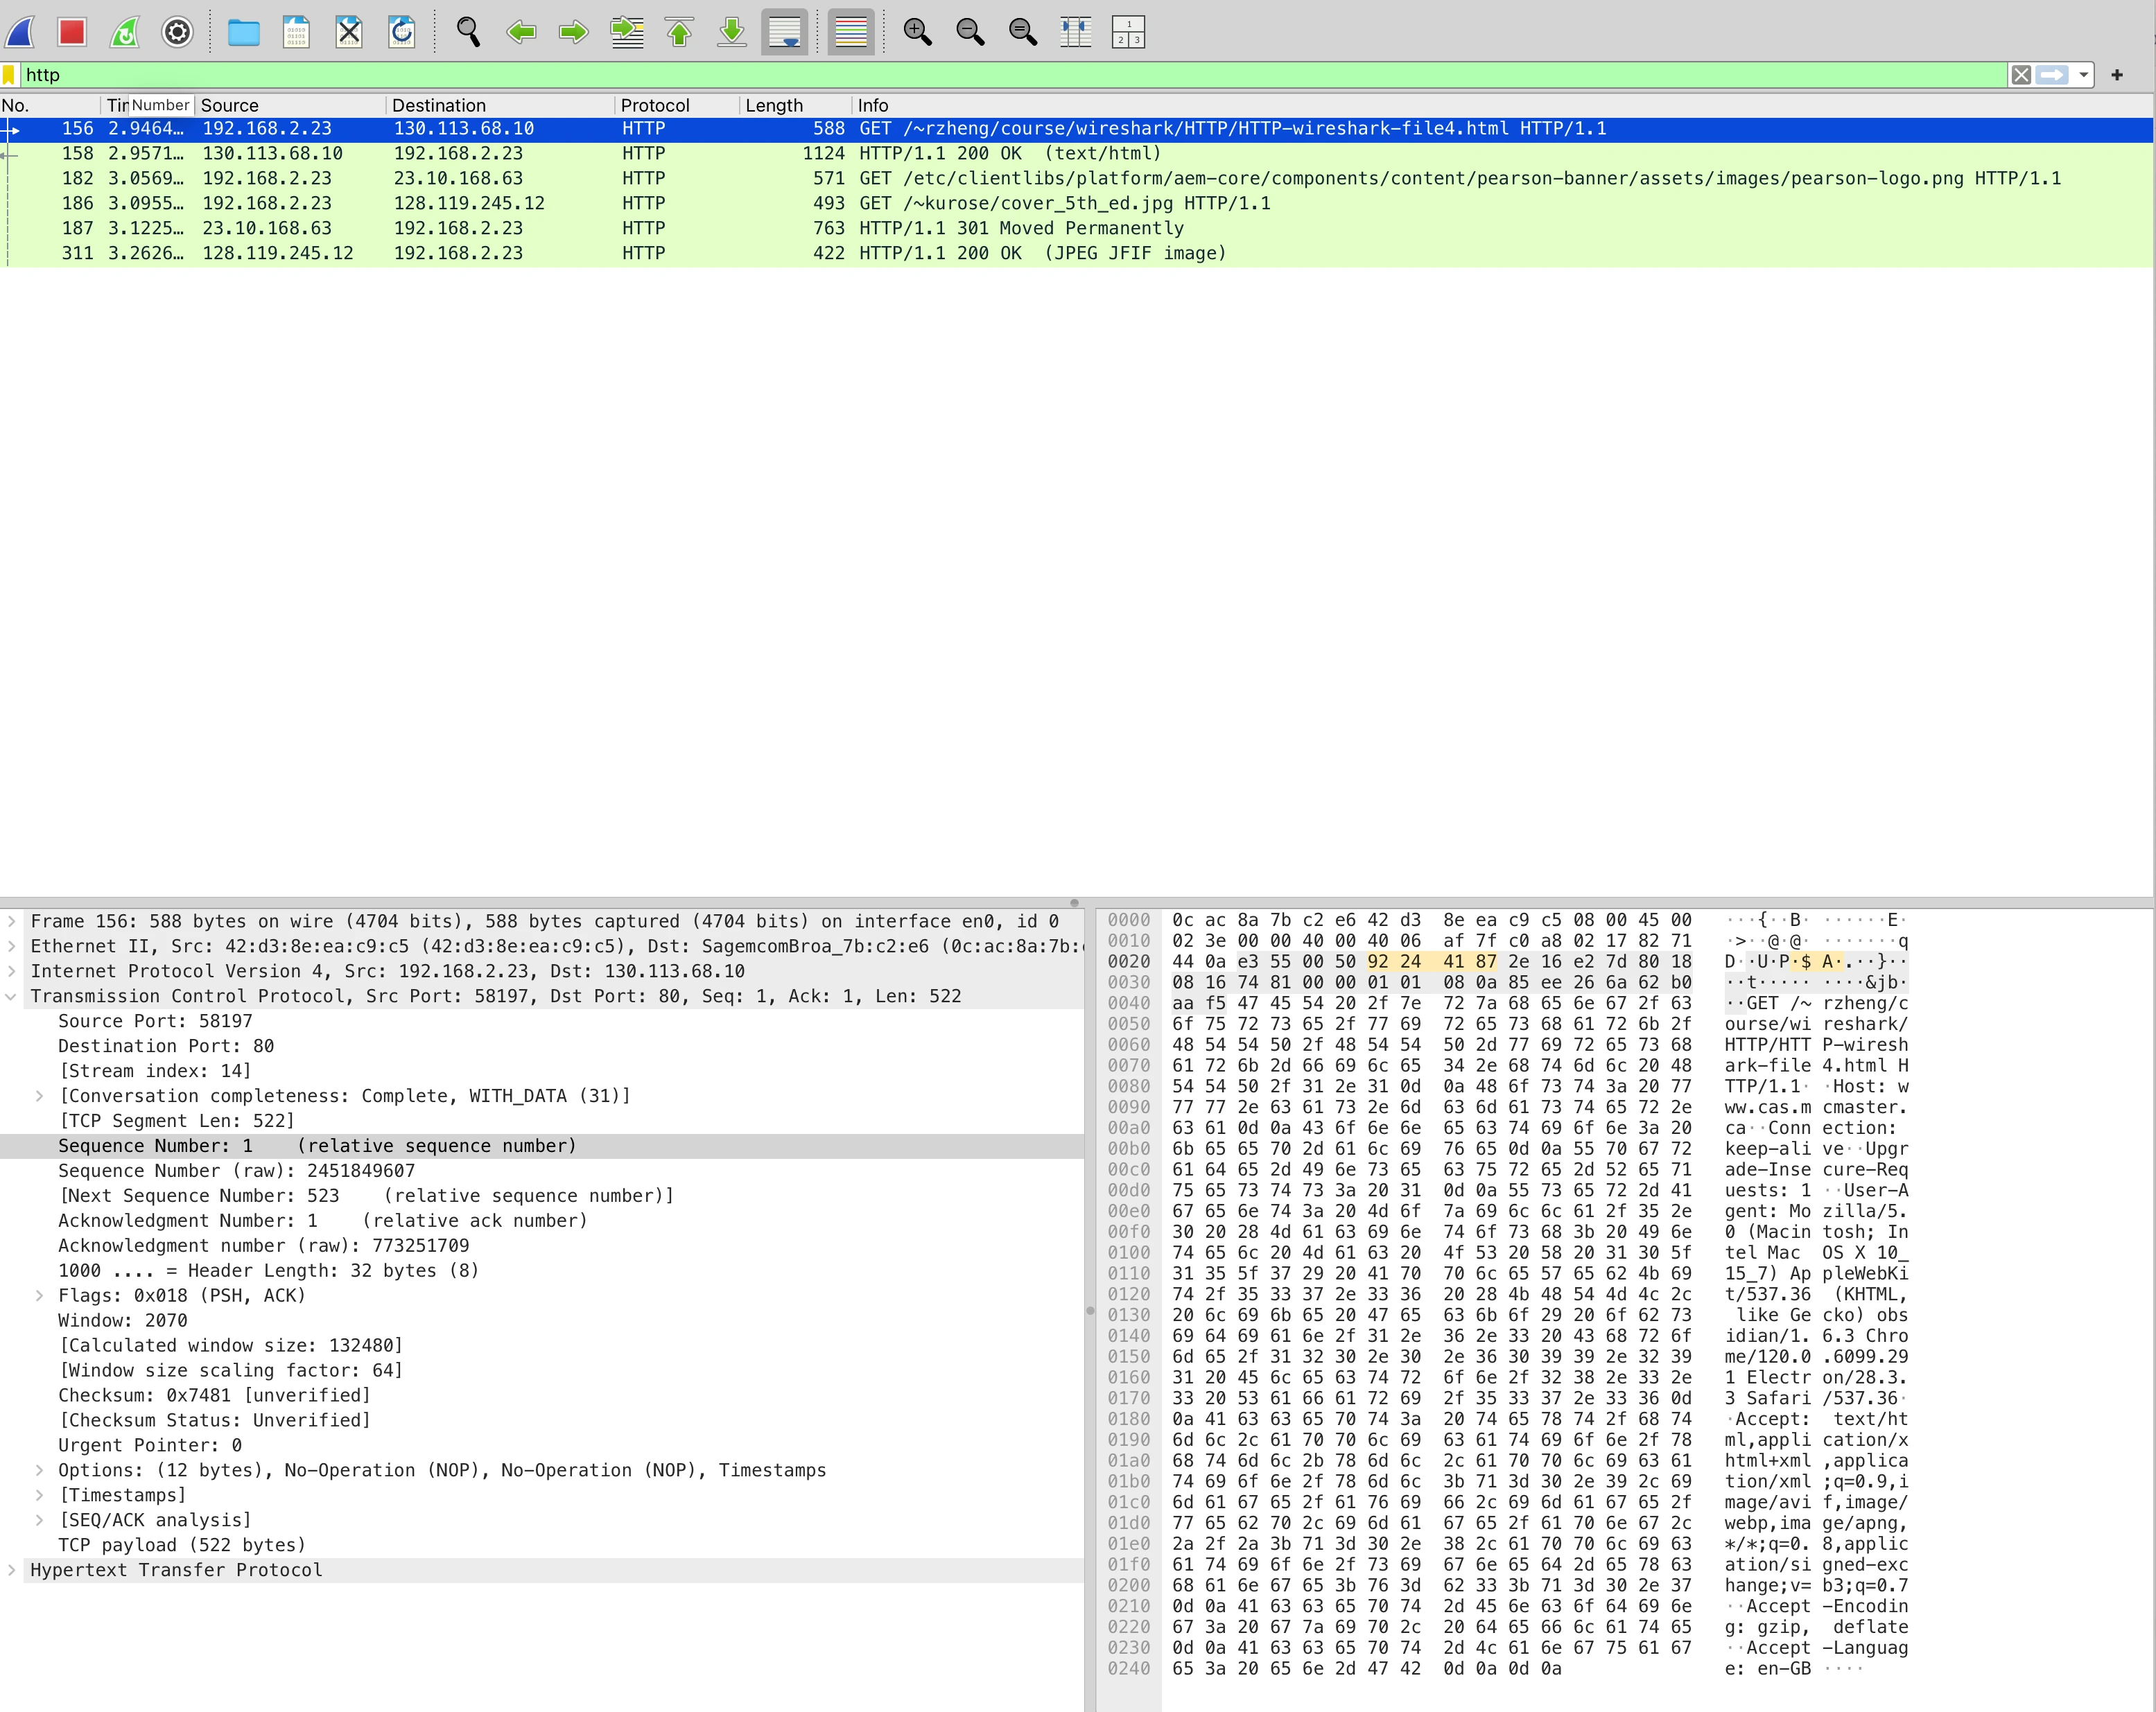 http
No. Tim Number Source Destination Protocol Length Info
156 2.9464… 192.168.2.23 130.113.68.10 HTTP 588 GET /~rzheng/course/wireshark/HTTP/HTTP-wireshark-file4.html HTTP/1.1
158 2.9571… 130.113.68.10 192.168.2.23 HTTP 1124 HTTP/1.1 200 OK (text/html)
182 3.0569… 192.168.2.23 23.10.168.63 HTTP 571 GET /etc/clientlibs/platform/aem-core/components/content/pearson-banner/assets/images/pearson-logo.png HTTP/1.1
186 3.0955… 192.168.2.23 128.119.245.12 HTTP 493 GET /~kurose/cover_5th_ed.jpg HTTP/1.1
187 3.1225… 23.10.168.63 192.168.2.23 HTTP 763 HTTP/1.1 301 Moved Permanently
311 3.2626… 128.119.245.12 192.168.2.23 HTTP 422 HTTP/1.1 200 OK (JPEG JFIF image)
Frame 156: 588 bytes on wire (4704 bits), 588 bytes captured (4704 bits) on interface en0, id 0
Ethernet II, Src: 42:d3:8e:ea:c9:c5 (42:d3:8e:ea:c9:c5), Dst: SagemcomBroa_7b:c2:e6 (0c:ac:8a:7b:
Internet Protocol Version 4, Src: 192.168.2.23, Dst: 130.113.68.10
Transmission Control Protocol, Src Port: 58197, Dst Port: 80, Seq: 1, Ack: 1, Len: 522
Source Port: 58197
Destination Port: 80
[Stream index: 14]
[Conversation completeness: Complete, WITH_DATA (31)]
[TCP Segment Len: 522]
Sequence Number: 1 (relative sequence number)
Sequence Number (raw): 2451849607
[Next Sequence Number: 523 (relative sequence number)]
Acknowledgment Number: 1 (relative ack number)
Acknowledgment number (raw): 773251709
1000 .... = Header Length: 32 bytes (8)
Flags: 0x018 (PSH, ACK)
Window: 2070
[Calculated window size: 132480]
[Window size scaling factor: 64]
Checksum: 0x7481 [unverified]
[Checksum Status: Unverified]
Urgent Pointer: 0
Options: (12 bytes), No-Operation (NOP), No-Operation (NOP), Timestamps
[Timestamps]
[SEQ/ACK analysis]
TCP payload (522 bytes)
Hypertext Transfer Protocol
0000 0c ac 8a 7b c2 e6 42 d3 8e ea c9 c5 08 00 45 00 ···{··B· ······E·
0010 02 3e 00 00 40 00 40 06 af 7f c0 a8 02 17 82 71 ·>··@·@· ·······q
0020 44 0a e3 55 00 50 92 24 41 87 2e 16 e2 7d 80 18 D··U·P·$ A·.··}··
0030 08 16 74 81 00 00 01 01 08 0a 85 ee 26 6a 62 b0 ··t····· ····&jb·
0040 aa f5 47 45 54 20 2f 7e 72 7a 68 65 6e 67 2f 63 ··GET /~ rzheng/c
0050 6f 75 72 73 65 2f 77 69 72 65 73 68 61 72 6b 2f ourse/wi reshark/
0060 48 54 54 50 2f 48 54 54 50 2d 77 69 72 65 73 68 HTTP/HTT P-wiresh
0070 61 72 6b 2d 66 69 6c 65 34 2e 68 74 6d 6c 20 48 ark-file 4.html H
0080 54 54 50 2f 31 2e 31 0d 0a 48 6f 73 74 3a 20 77 TTP/1.1· ·Host: w
0090 77 77 2e 63 61 73 2e 6d 63 6d 61 73 74 65 72 2e ww.cas.m cmaster.
00a0 63 61 0d 0a 43 6f 6e 6e 65 63 74 69 6f 6e 3a 20 ca··Conn ection:
00b0 6b 65 65 70 2d 61 6c 69 76 65 0d 0a 55 70 67 72 keep-ali ve··Upgr
00c0 61 64 65 2d 49 6e 73 65 63 75 72 65 2d 52 65 71 ade-Inse cure-Req
00d0 75 65 73 74 73 3a 20 31 0d 0a 55 73 65 72 2d 41 uests: 1 ··User-A
00e0 67 65 6e 74 3a 20 4d 6f 7a 69 6c 6c 61 2f 35 2e gent: Mo zilla/5.
00f0 30 20 28 4d 61 63 69 6e 74 6f 73 68 3b 20 49 6e 0 (Macin tosh; In
0100 74 65 6c 20 4d 61 63 20 4f 53 20 58 20 31 30 5f tel Mac OS X 10_
0110 31 35 5f 37 29 20 41 70 70 6c 65 57 65 62 4b 69 15_7) Ap pleWebKi
0120 74 2f 35 33 37 2e 33 36 20 28 4b 48 54 4d 4c 2c t/537.36 (KHTML,
0130 20 6c 69 6b 65 20 47 65 63 6b 6f 29 20 6f 62 73 like Ge cko) obs
0140 69 64 69 61 6e 2f 31 2e 36 2e 33 20 43 68 72 6f idian/1. 6.3 Chro
0150 6d 65 2f 31 32 30 2e 30 2e 36 30 39 39 2e 32 39 me/120.0 .6099.29
0160 31 20 45 6c 65 63 74 72 6f 6e 2f 32 38 2e 33 2e 1 Electr on/28.3.
0170 33 20 53 61 66 61 72 69 2f 35 33 37 2e 33 36 0d 3 Safari /537.36·
0180 0a 41 63 63 65 70 74 3a 20 74 65 78 74 2f 68 74 ·Accept: text/ht
0190 6d 6c 2c 61 70 70 6c 69 63 61 74 69 6f 6e 2f 78 ml,appli cation/x
01a0 68 74 6d 6c 2b 78 6d 6c 2c 61 70 70 6c 69 63 61 html+xml ,applica
01b0 74 69 6f 6e 2f 78 6d 6c 3b 71 3d 30 2e 39 2c 69 tion/xml ;q=0.9,i
01c0 6d 61 67 65 2f 61 76 69 66 2c 69 6d 61 67 65 2f mage/avi f,image/
01d0 77 65 62 70 2c 69 6d 61 67 65 2f 61 70 6e 67 2c webp,ima ge/apng,
01e0 2a 2f 2a 3b 71 3d 30 2e 38 2c 61 70 70 6c 69 63 */*;q=0. 8,applic
01f0 61 74 69 6f 6e 2f 73 69 67 6e 65 64 2d 65 78 63 ation/si gned-exc
0200 68 61 6e 67 65 3b 76 3d 62 33 3b 71 3d 30 2e 37 hange;v= b3;q=0.7
0210 0d 0a 41 63 63 65 70 74 2d 45 6e 63 6f 64 69 6e ··Accept -Encodin
0220 67 3a 20 67 7a 69 70 2c 20 64 65 66 6c 61 74 65 g: gzip, deflate
0230 0d 0a 41 63 63 65 70 74 2d 4c 61 6e 67 75 61 67 ··Accept -Languag
0240 65 3a 20 65 6e 2d 47 42 0d 0a 0d 0a e: en-GB ····